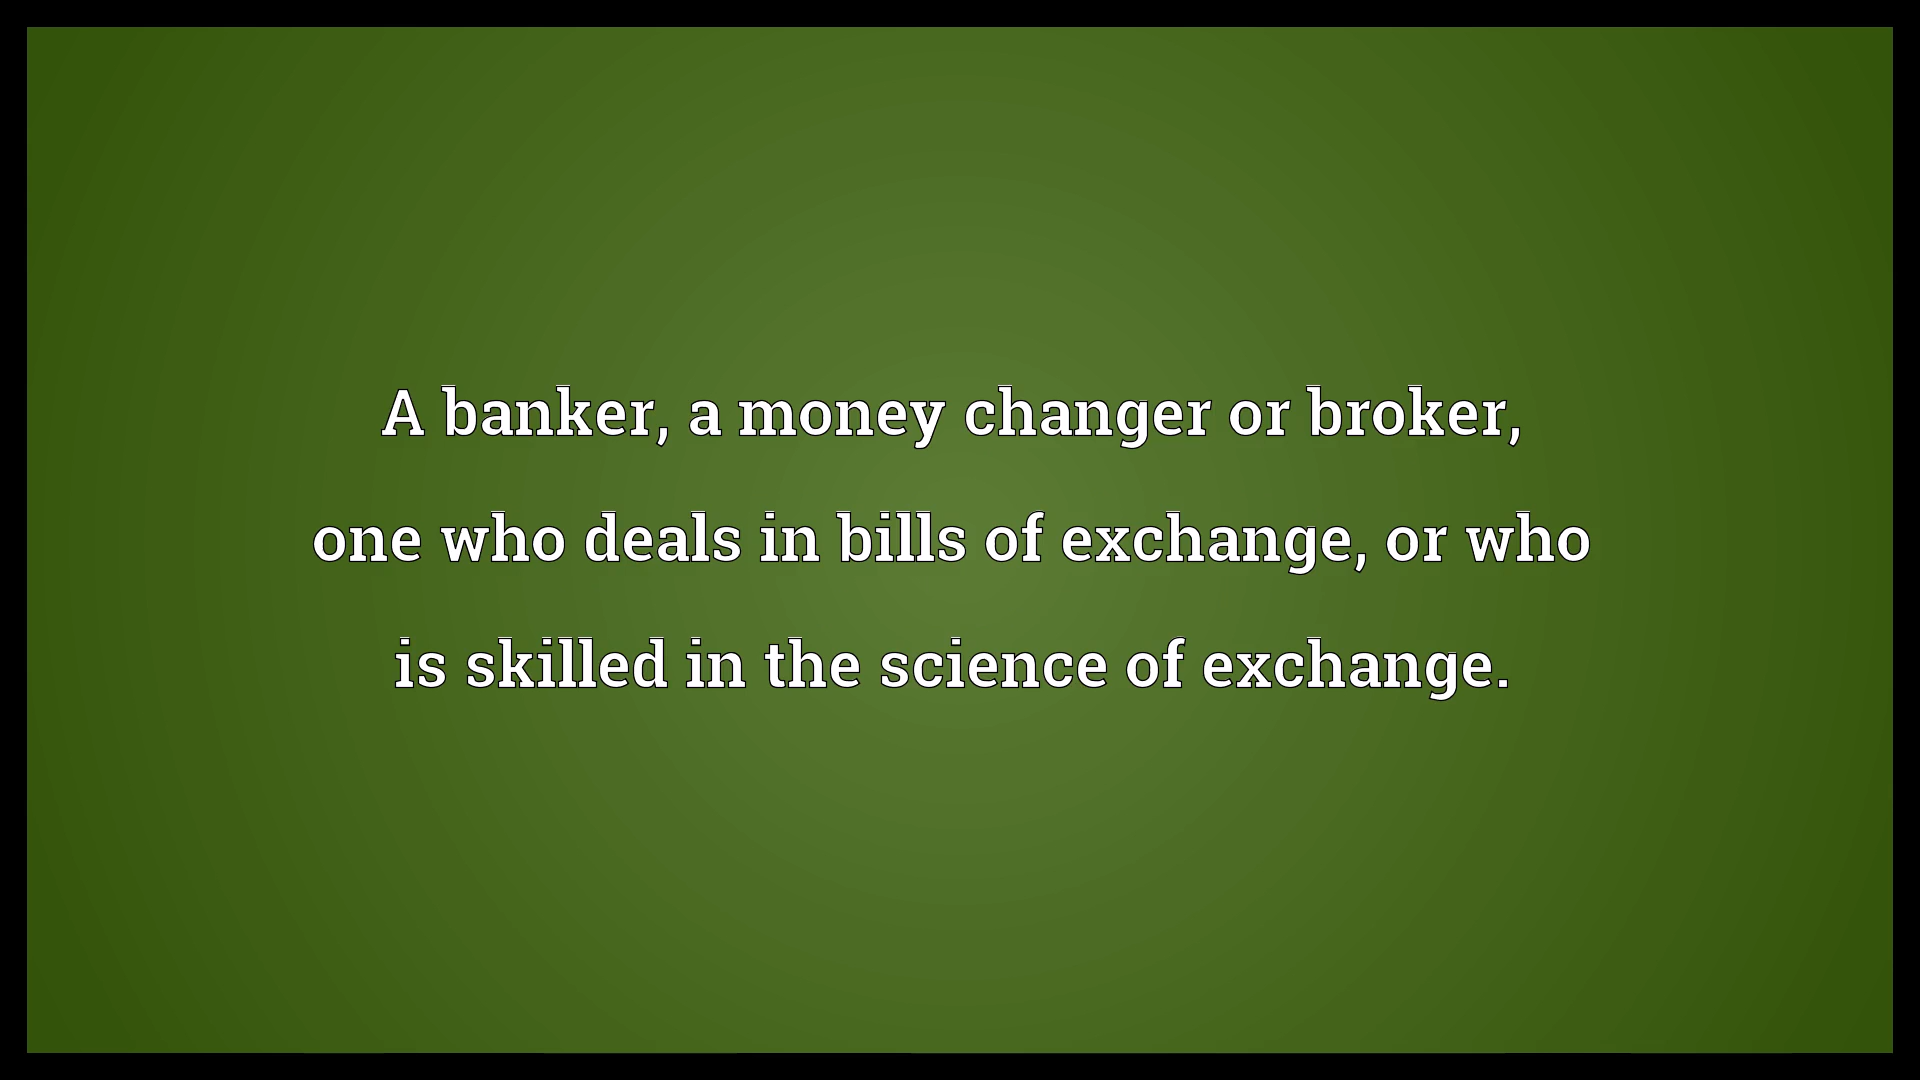 A banker, a money changer or broker,
one who deals in bills of exchange, or who
is skilled in the science of exchange.